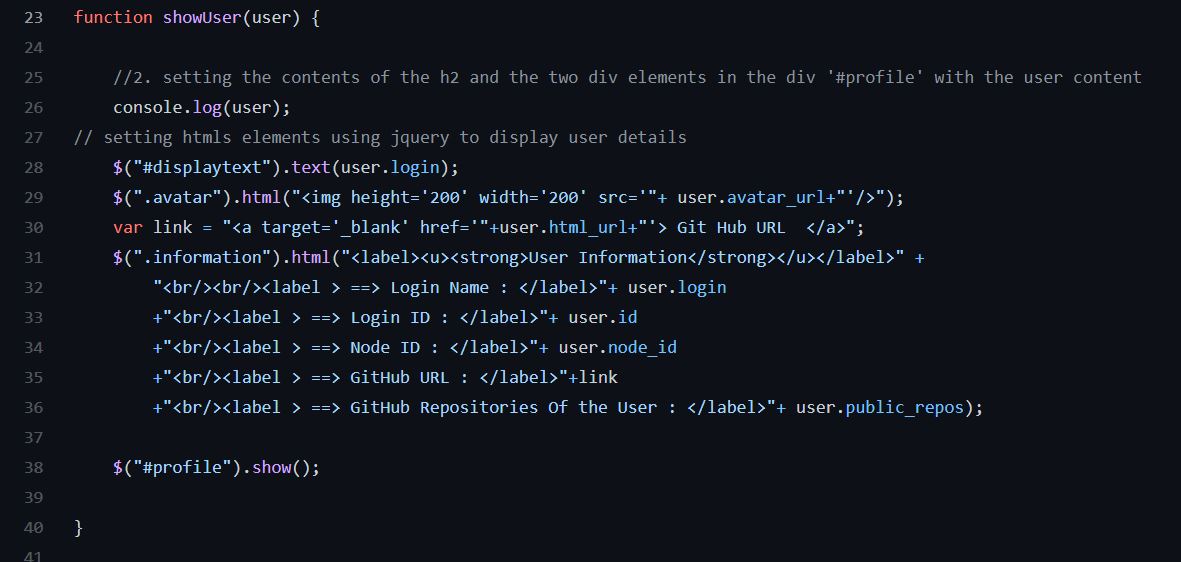 23 function showUser(user) {
24
25 //2. setting the contents of the h2 and the two div elements in the div '#profile' with the user content
26 console.log(user);
27 // setting htmls elements using jquery to display user details
28 $("#displaytext").text(user.login);
29 $(".avatar").html("<img height='200' width='200' src='"+ user.avatar_url+"'/>");
30 var link = "<a target='_blank' href='"+user.html_url+"'> Git Hub URL  </a>";
31 $(".information").html("<label><u><strong>User Information</strong></u></label>" +
32 "<br/><br/><label > ==> Login Name : </label>"+ user.login
33 +"<br/><label > ==> Login ID : </label>"+ user.id
34 +"<br/><label > ==> Node ID : </label>"+ user.node_id
35 +"<br/><label > ==> GitHub URL : </label>"+link
36 +"<br/><label > ==> GitHub Repositories Of the User : </label>"+ user.public_repos);
37
38 $("#profile").show();
39
40 }
41